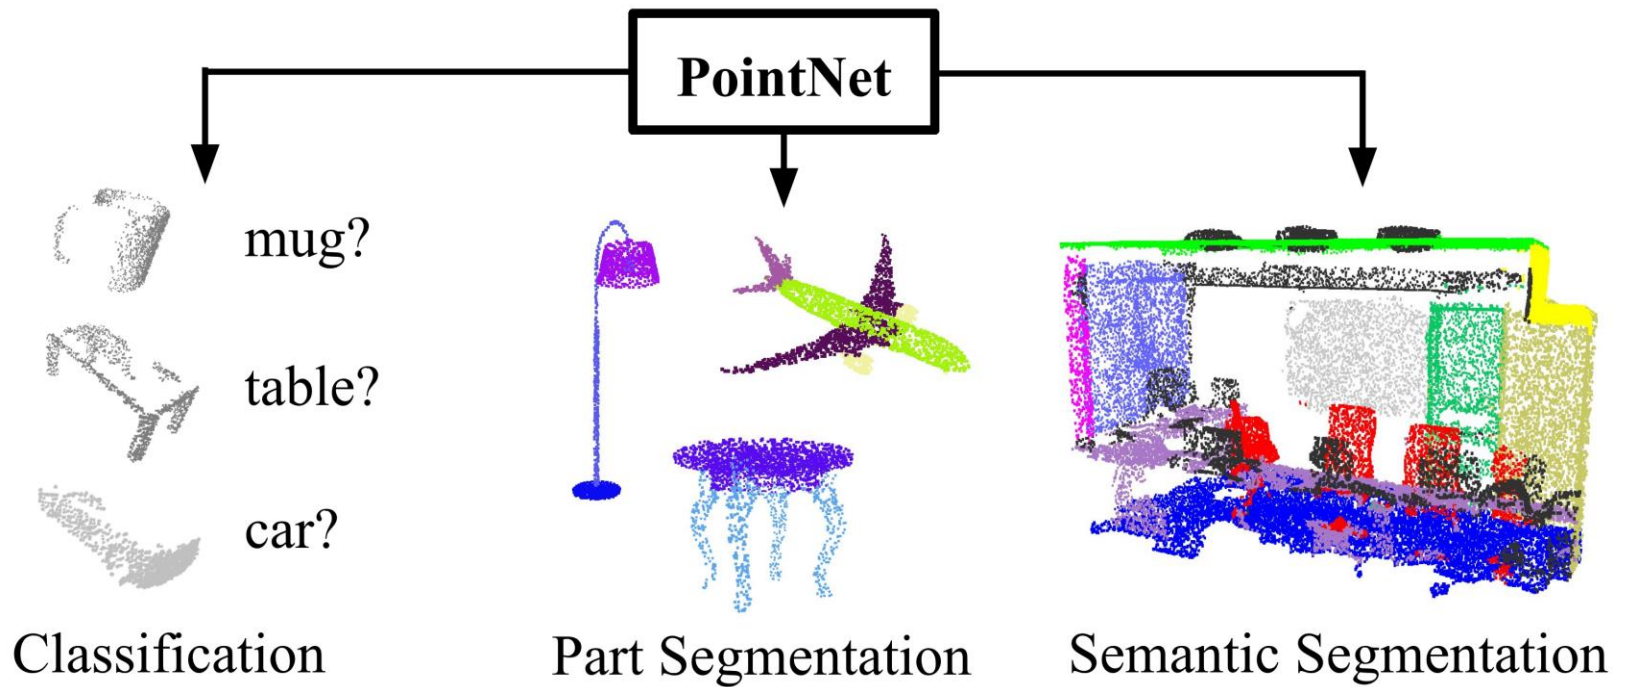 PointNet
mug?
table?
car?
Classification
Part Segmentation
Semantic Segmentation